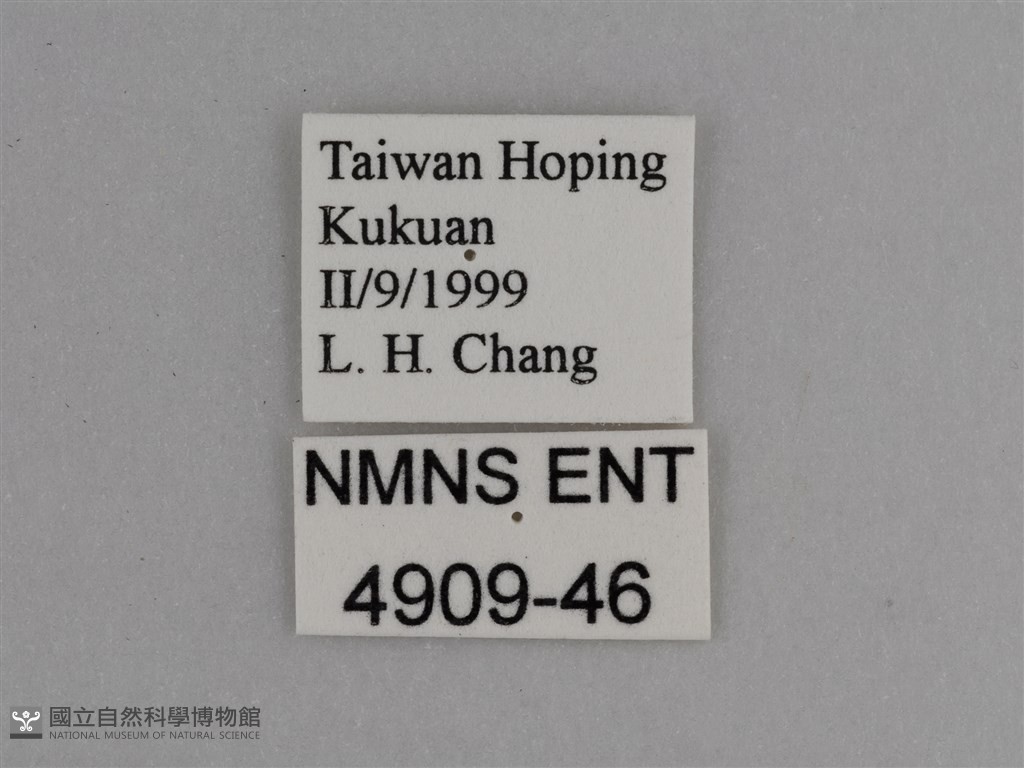 Taiwan Hoping
Kukuan
II/9/1999
L. H. Chang
NMNS ENT
4909-46
國立自然科學博物館
NATIONAL MUSEUM OF NATURAL SCIENCE